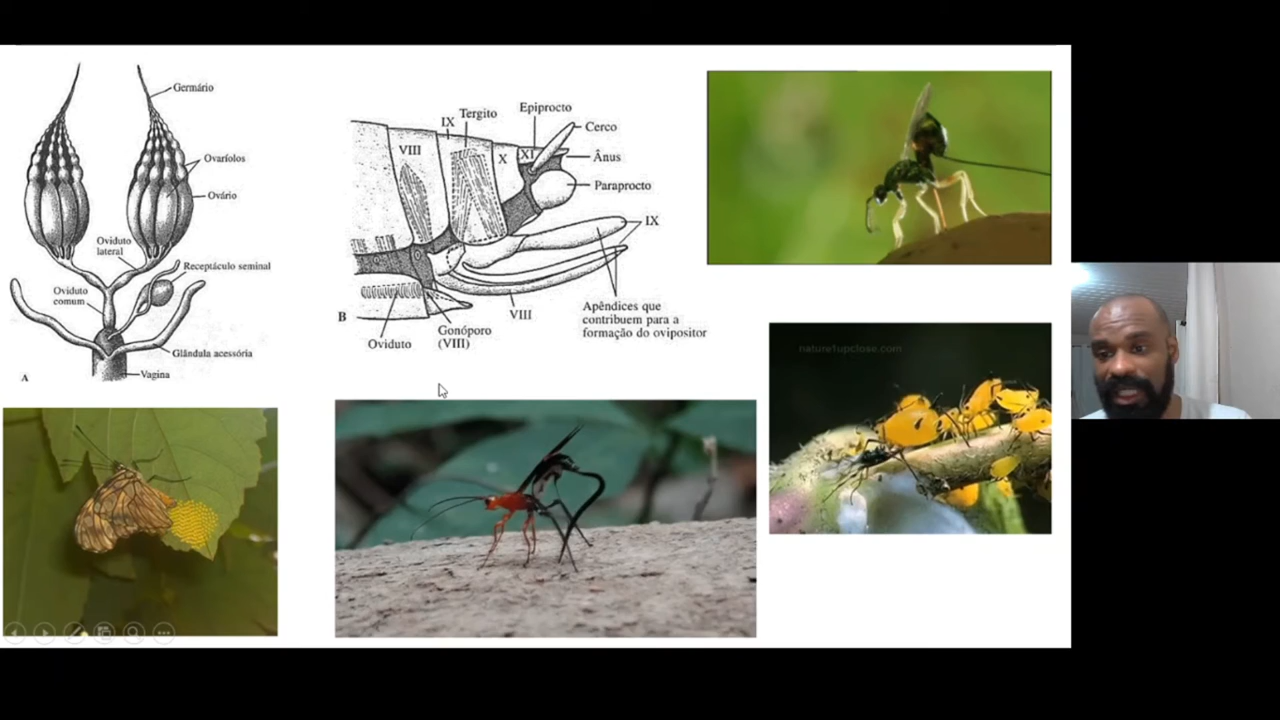 Germário
Ovaríolos
Ovário
Oviduto
lateral
Receptáculo seminal
Oviduto
comum
Glândula acessória
Vagina
A
Epiprocto
Tergito
IX
Cerco
VIII
X
XI
Ânus
Paraprocto
IX
Apêndices que
contribuem para a
formação do ovipositor
VIII
B
Gonóporo
(VIII)
Oviduto
nature1upclose.com